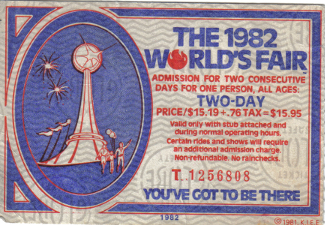 THE 1982
WORLD'S FAIR
ADMISSION FOR TWO CONSECUTIVE
DAYS FOR ONE PERSON, ALL AGES:
TWO-DAY
PRICE/$15.19+.76 TAX=$15.95
Valid only with stub attached and
during normal operating hours.
Certain rides and shows will require
an additional admission charge
Non-refundable. No rainchecks.
T 1256808
YOU'VE GOT TO BE THERE
1982
©1981 K.I.E.E.